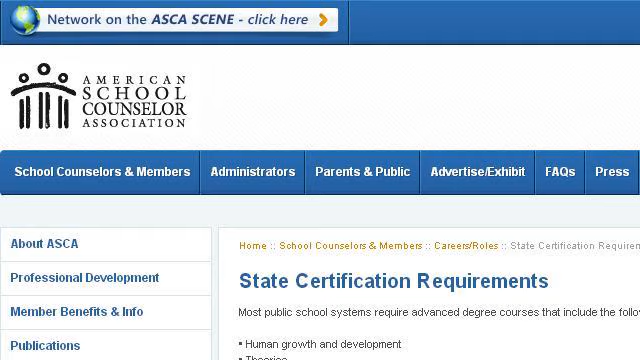 Network on the ASCA SCENE - click here
AMERICAN
SCHOOL
COUNSELOR
ASSOCIATION
School Counselors & Members
Administrators
Parents & Public
Advertise/Exhibit
FAQs
Press
About ASCA
Professional Development
Member Benefits & Info
Publications
Home :: School Counselors & Members :: Careers/Roles :: State Certification Requirem
State Certification Requirements
Most public school systems require advanced degree courses that include the follo
• Human growth and development
• Theories